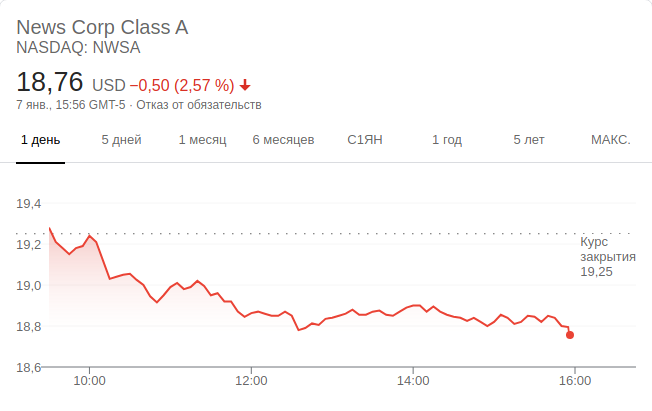 News Corp Class A
NASDAQ: NWSA
18,76 USD −0,50 (2,57 %)
7 янв., 15:56 GMT-5 · Отказ от обязательств
1 день 5 дней 1 месяц 6 месяцев С1ЯН 1 год 5 лет МАКС.
19,4
19,2
19,0
18,8
18,6
Курс
закрытия
19,25
10:00 12:00 14:00 16:00